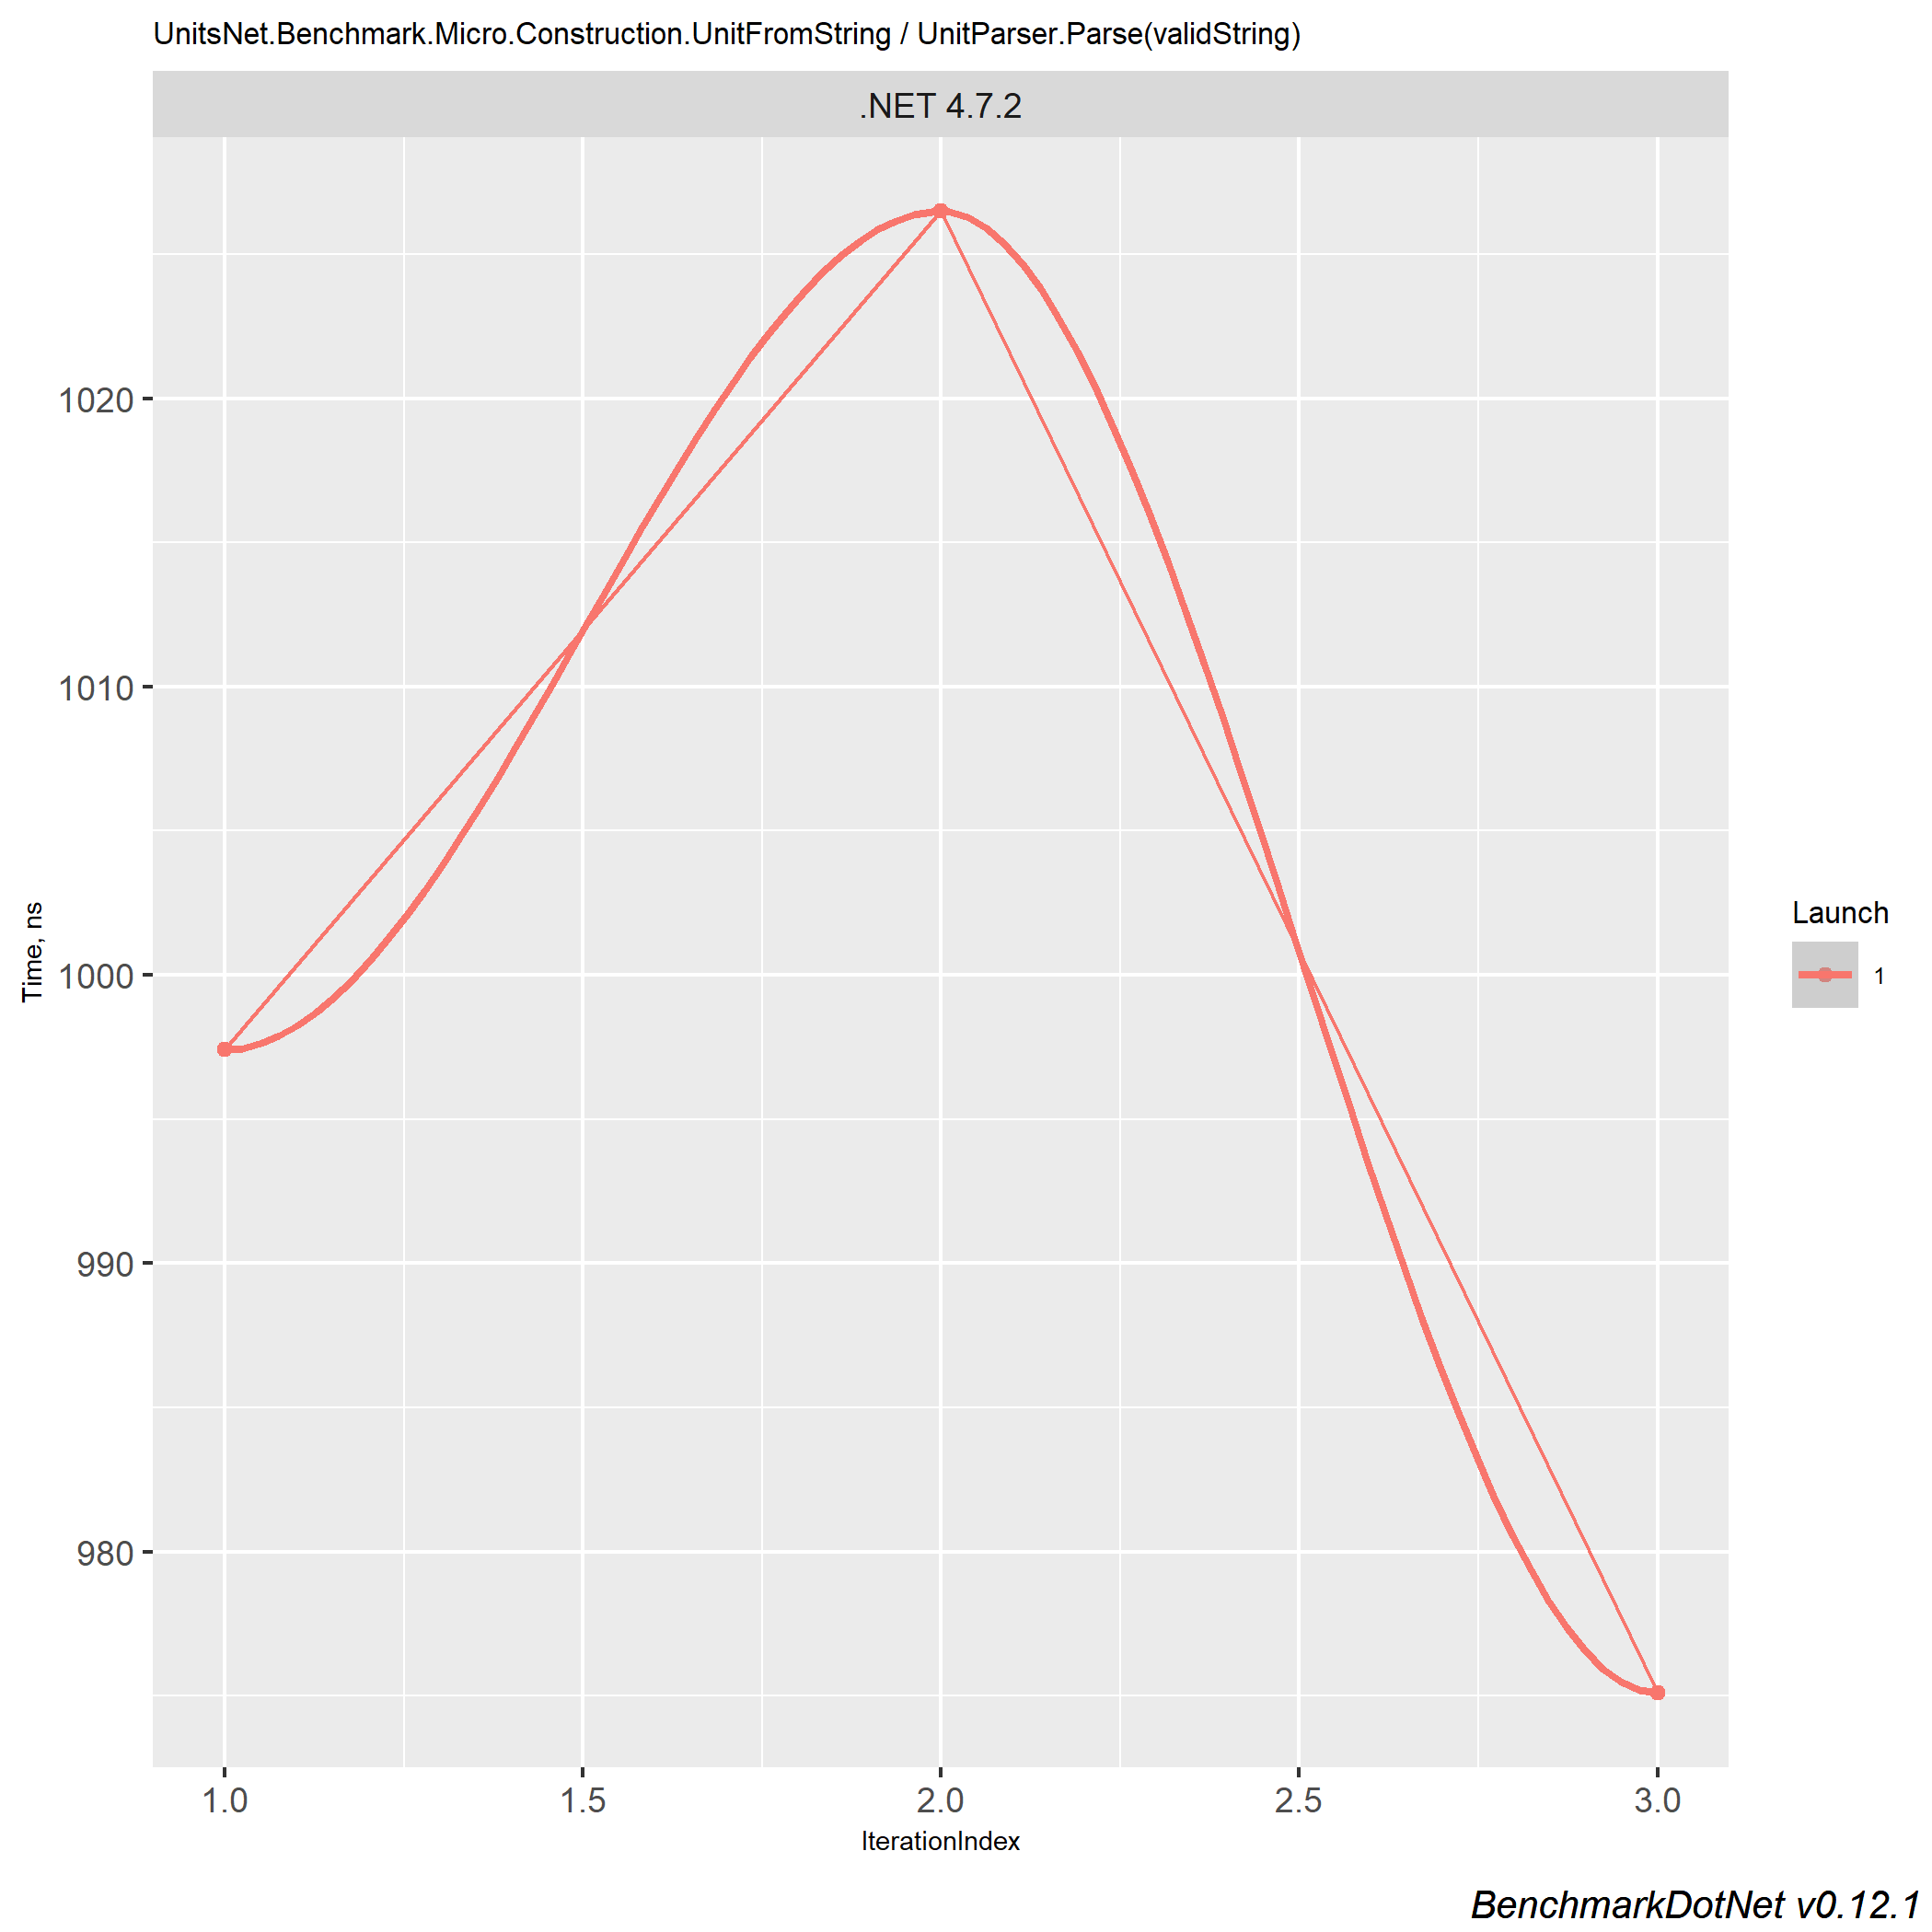 UnitsNet.Benchmark.Micro.Construction.UnitFromString / UnitParser.Parse(validString)
.NET 4.7.2
Time, ns
1020
1010
1000
990
980
1.0 1.5 2.0 2.5 3.0
IterationIndex
Launch
1
BenchmarkDotNet v0.12.1